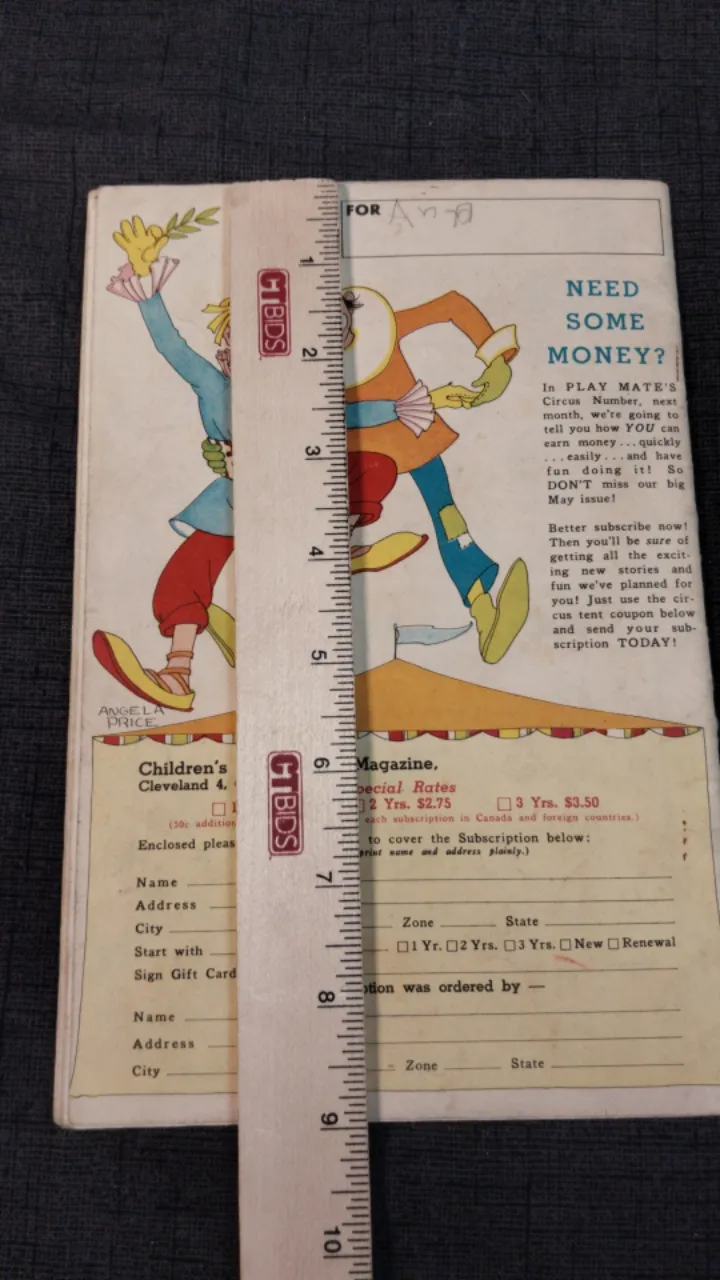 FOR
1
CTBIDS
2
3
4
5
6
CTBIDS
7
8
9
10
NEED
SOME
MONEY?
In PLAY MATE'S
Circus Number, next
month, we're going to
tell you how YOU can
earn money...quickly
...easily...and have
fun doing it! So
DON'T miss our big
May issue!
Better subscribe now!
Then you'll be sure of
getting all the excit-
ing new stories and
fun we've planned for
you! Just use the cir-
cus tent coupon below
and send your sub-
scription TODAY!
ANGELA
PRICE
Children's Magazine,
Cleveland 4,
Rates
2 Yrs. $2.75 3 Yrs. $3.50
(50c each subscription in Canada and foreign countries.)
Enclosed to cover the Subscription below:
name and address plainly.)
Name
Address
City Zone State
Start with 1 Yr. 2 Yrs. 3 Yrs. New Renewal
Sign Gift Card
was ordered by —
Name
Address
City Zone State